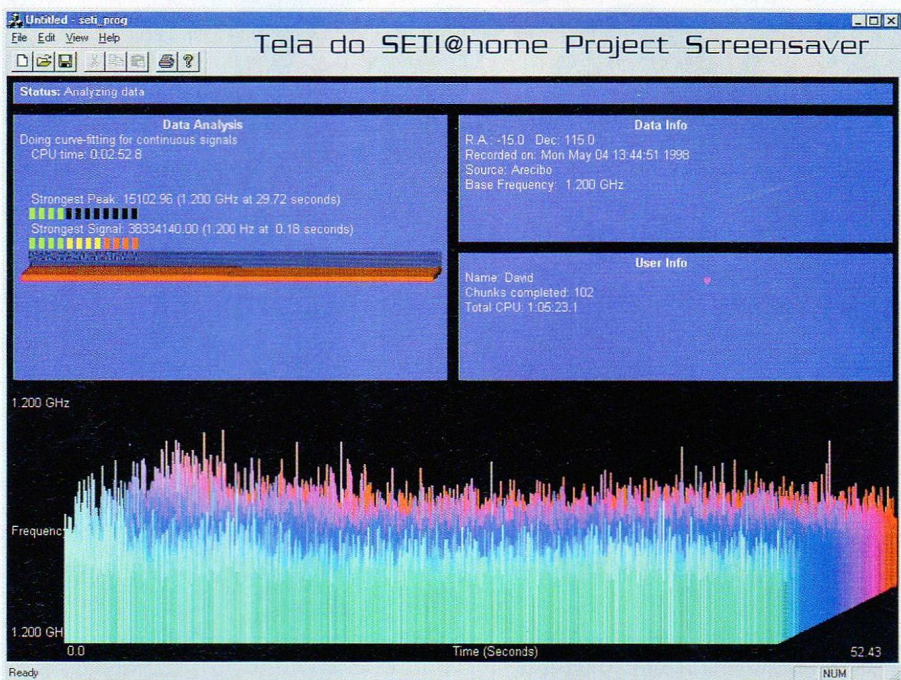 Untitled - seti_prog
File Edit View Help
Tela do SETI@home Project Screensaver
Status: Analyzing data
Data Analysis
Doing curve-fitting for continuous signals
CPU time: 0:02:52.8
Strongest Peak: 15102.96 (1.200 GHz at 29.72 seconds)
Strongest Signal: 38334140.00 (1.200 Hz at 0.18 seconds)
Data Info
R.A.: -15.0 Dec: 115.0
Recorded on: Mon May 04 13:44:51 1998
Source: Arecibo
Base Frequency: 1.200 GHz
User Info
Name: David
Chunks completed: 102
Total CPU: 1:05:23.1
1.200 GHz
Frequency
1.200 GH
0.0
Time (Seconds)
52.43
Ready
NUM